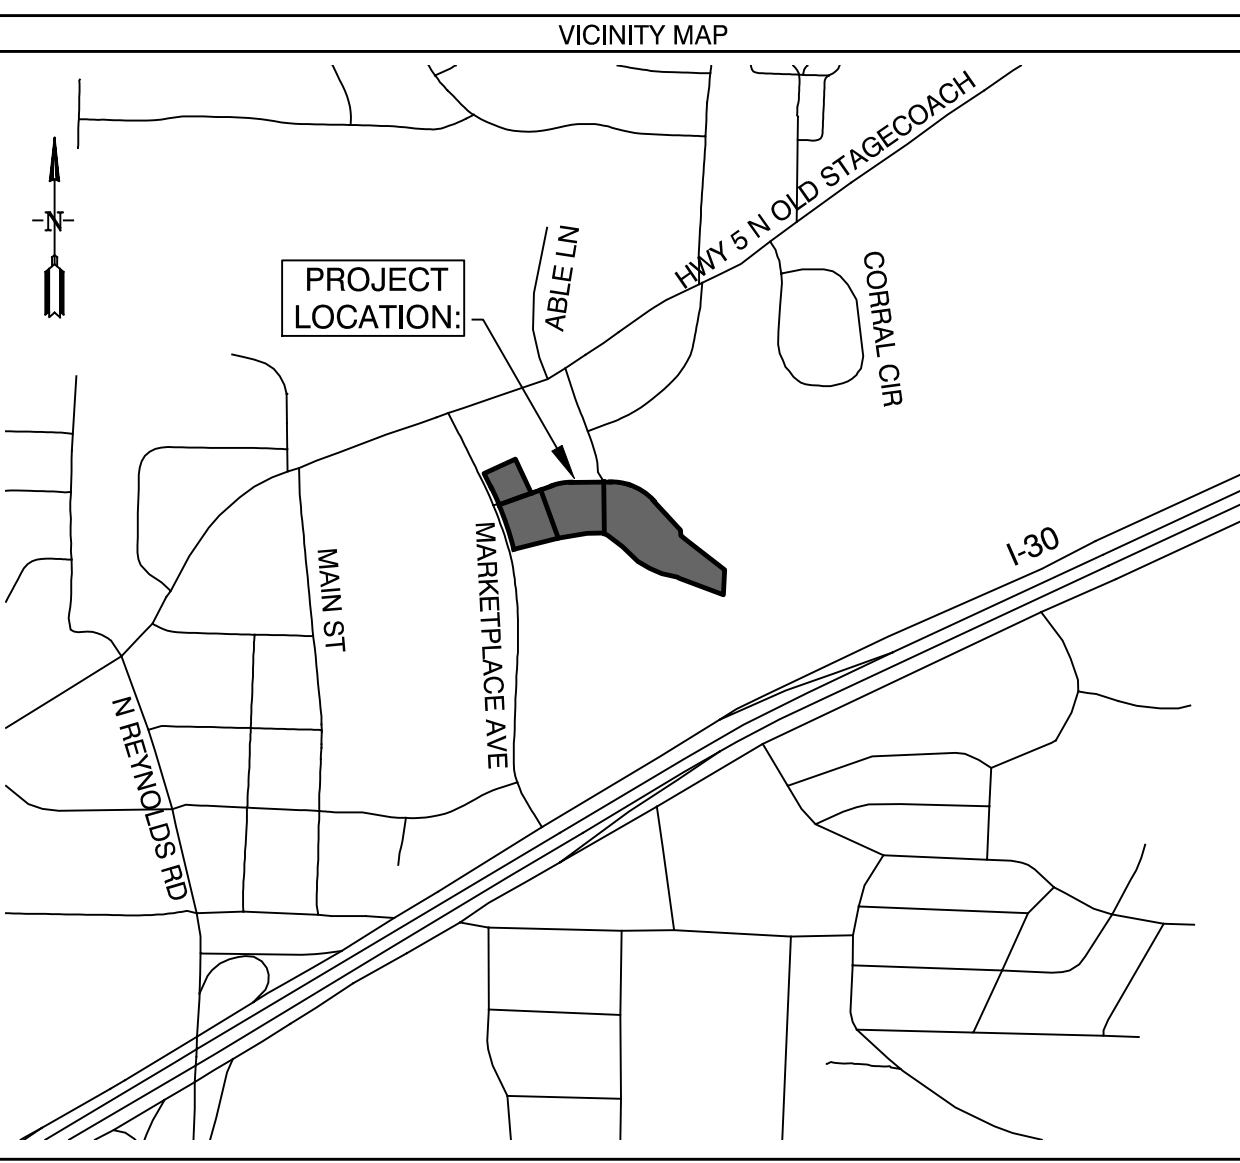 VICINITY MAP
HWY 5 N OLD STAGECOACH
-N-
ABLE LN
CORRAL CIR
PROJECT
LOCATION:
I-30
MAIN ST
MARKETPLACE AVE
N REYNOLDS RD